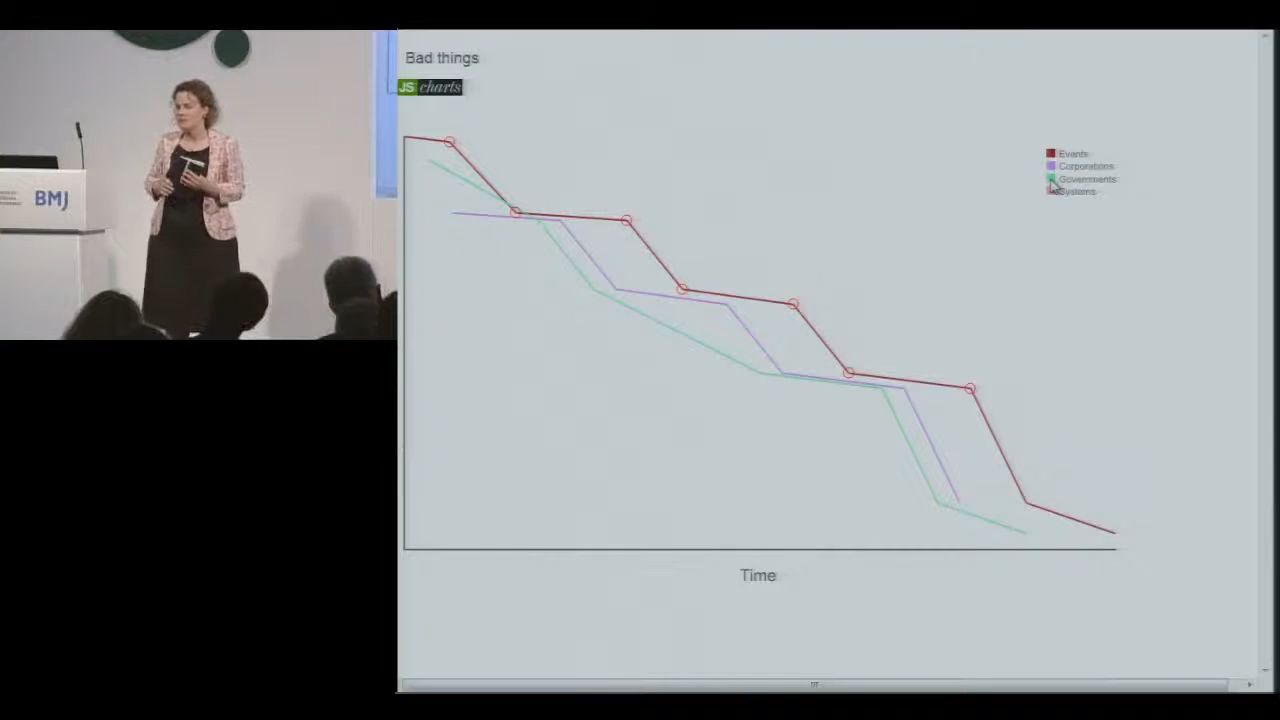 Bad things
JS charts
Events
Corporations
Governments
Systems
BMJ
Time